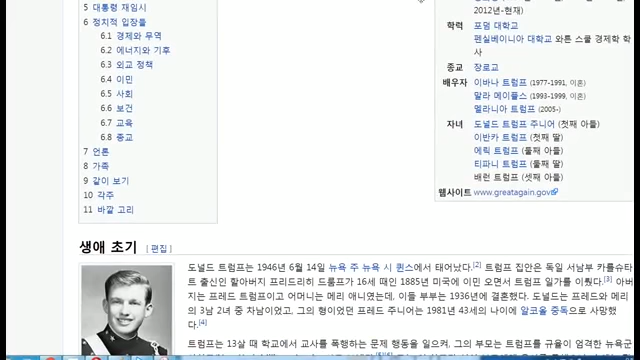 5 대통령 재임시
6 정치적 입장들
6.1 경제와 무역
6.2 에너지와 기후
6.3 외교 정책
6.4 이민
6.5 사회
6.6 보건
6.7 교육
6.8 종교
7 언론
8 가족
9 같이 보기
10 각주
11 바깥 고리
2012년-현재)
학력 포덤 대학교
펜실베이니아 대학교 와튼 스쿨 경제학 학
사
종교 장로교
배우자 이바나 트럼프 (1977-1991, 이혼)
말라 메이플스 (1993-1999, 이혼)
멜라니아 트럼프 (2005-)
자녀 도널드 트럼프 주니어 (첫째 아들)
이반카 트럼프 (첫째 딸)
에릭 트럼프 (둘째 아들)
티파니 트럼프 (둘째 딸)
배런 트럼프 (셋째 아들)
웹사이트 www.greatagain.gov
생애 초기 [편집]
도널드 트럼프는 1946년 6월 14일 뉴욕 주 뉴욕 시 퀸스에서 태어났다.[2] 트럼프 집안은 독일 서남부 카를슈타
트 출신인 할아버지 프리드리히 드룸프가 16세 때인 1885년 미국에 이민 오면서 트럼프 일가를 이뤘다.[3] 아버
지는 프레드 트럼프이고 어머니는 메리 애니였는데, 이들 부부는 1936년에 결혼했다. 도널드는 프레드와 메리
의 3남 2녀 중 차남이었고, 그의 형이었던 프레드 주니어는 1981년 43세의 나이에 알코올 중독으로 사망했
다.[4]
트럼프는 13살 때 학교에서 교사를 폭행하는 문제 행동을 일으켜, 그의 부모는 트럼프를 규율이 엄격한 뉴욕군